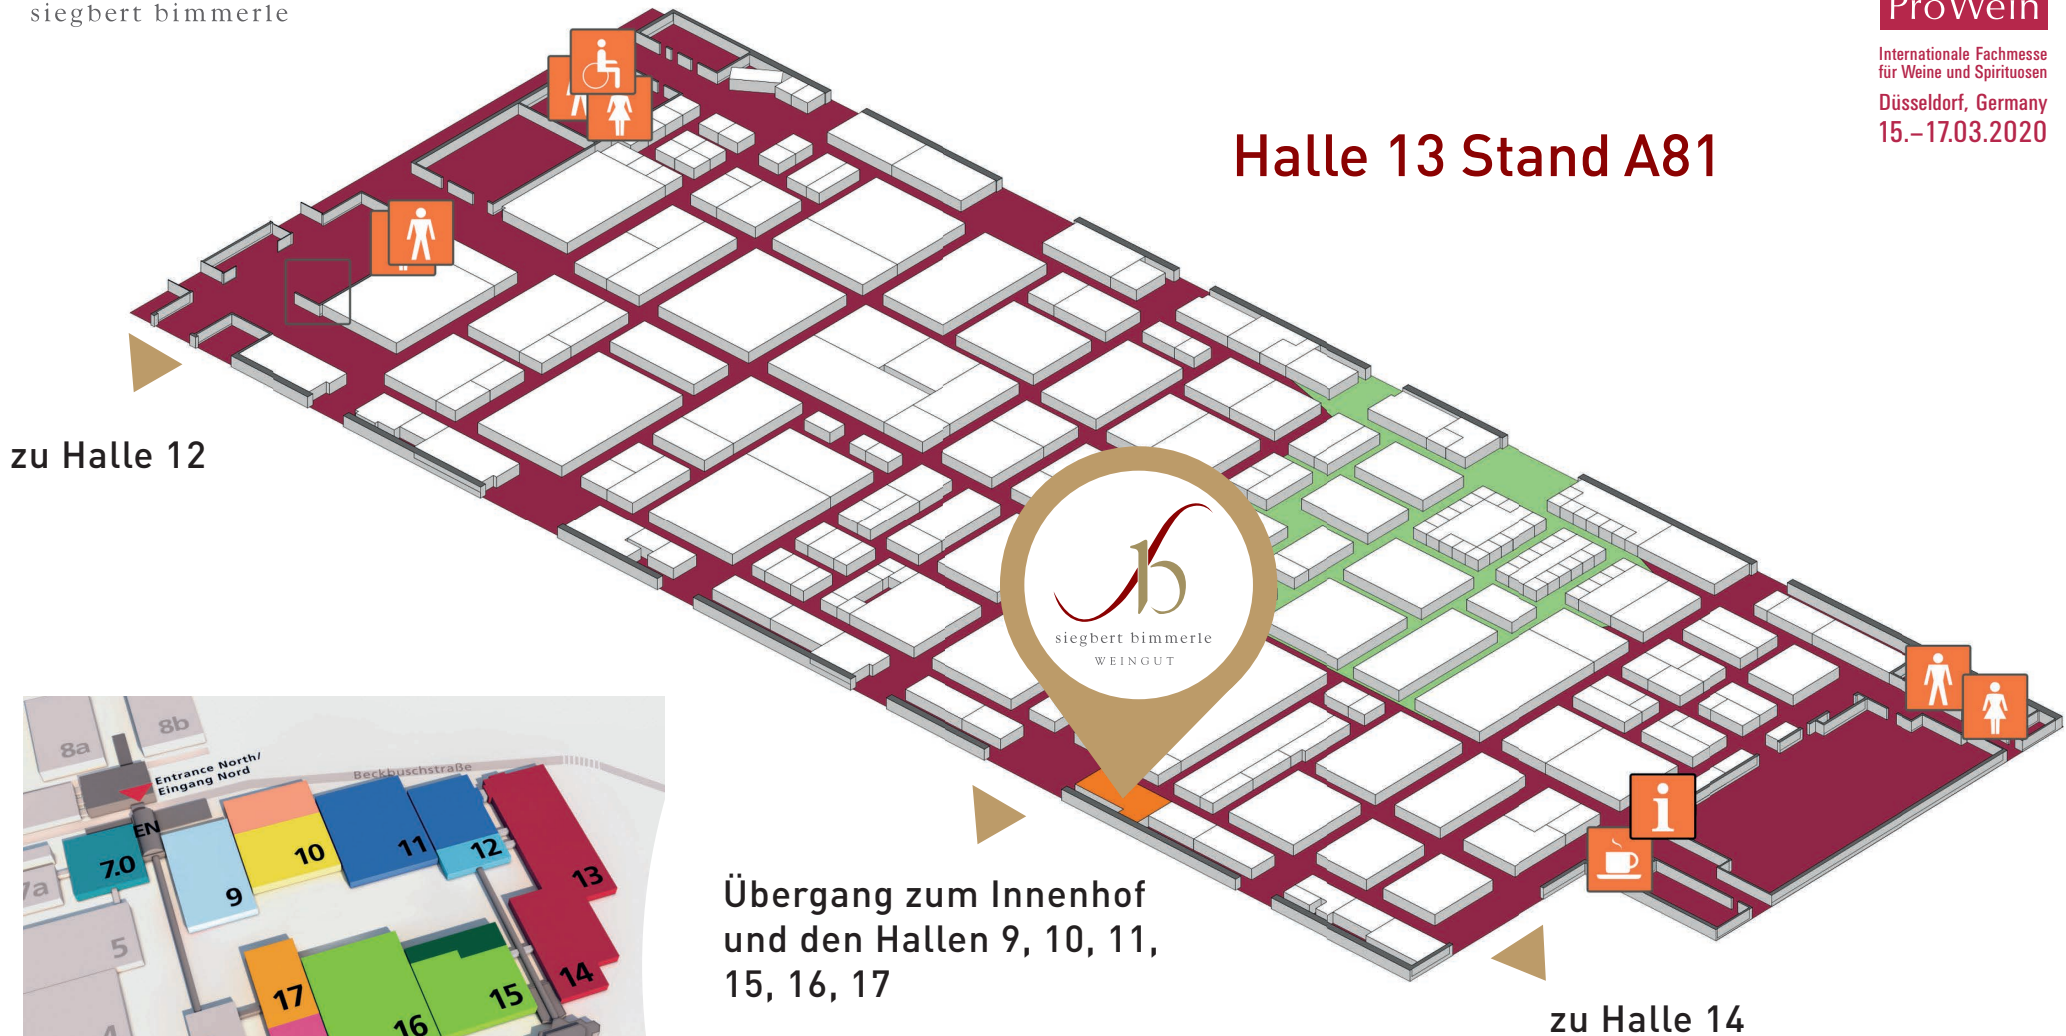 siegbert bimmerle
ProWein
Internationale Fachmesse
für Weine und Spirituosen
Düsseldorf, Germany
15.–17.03.2020
Halle 13 Stand A81
zu Halle 12
siegbert bimmerle
WEINGUT
8a
8b
Entrance North/
Eingang Nord
Beckbuschstraße
EN
7.0
7a
9
10
11
12
13
5
4
17
16
15
14
Übergang zum Innenhof
und den Hallen 9, 10, 11,
15, 16, 17
i
zu Halle 14